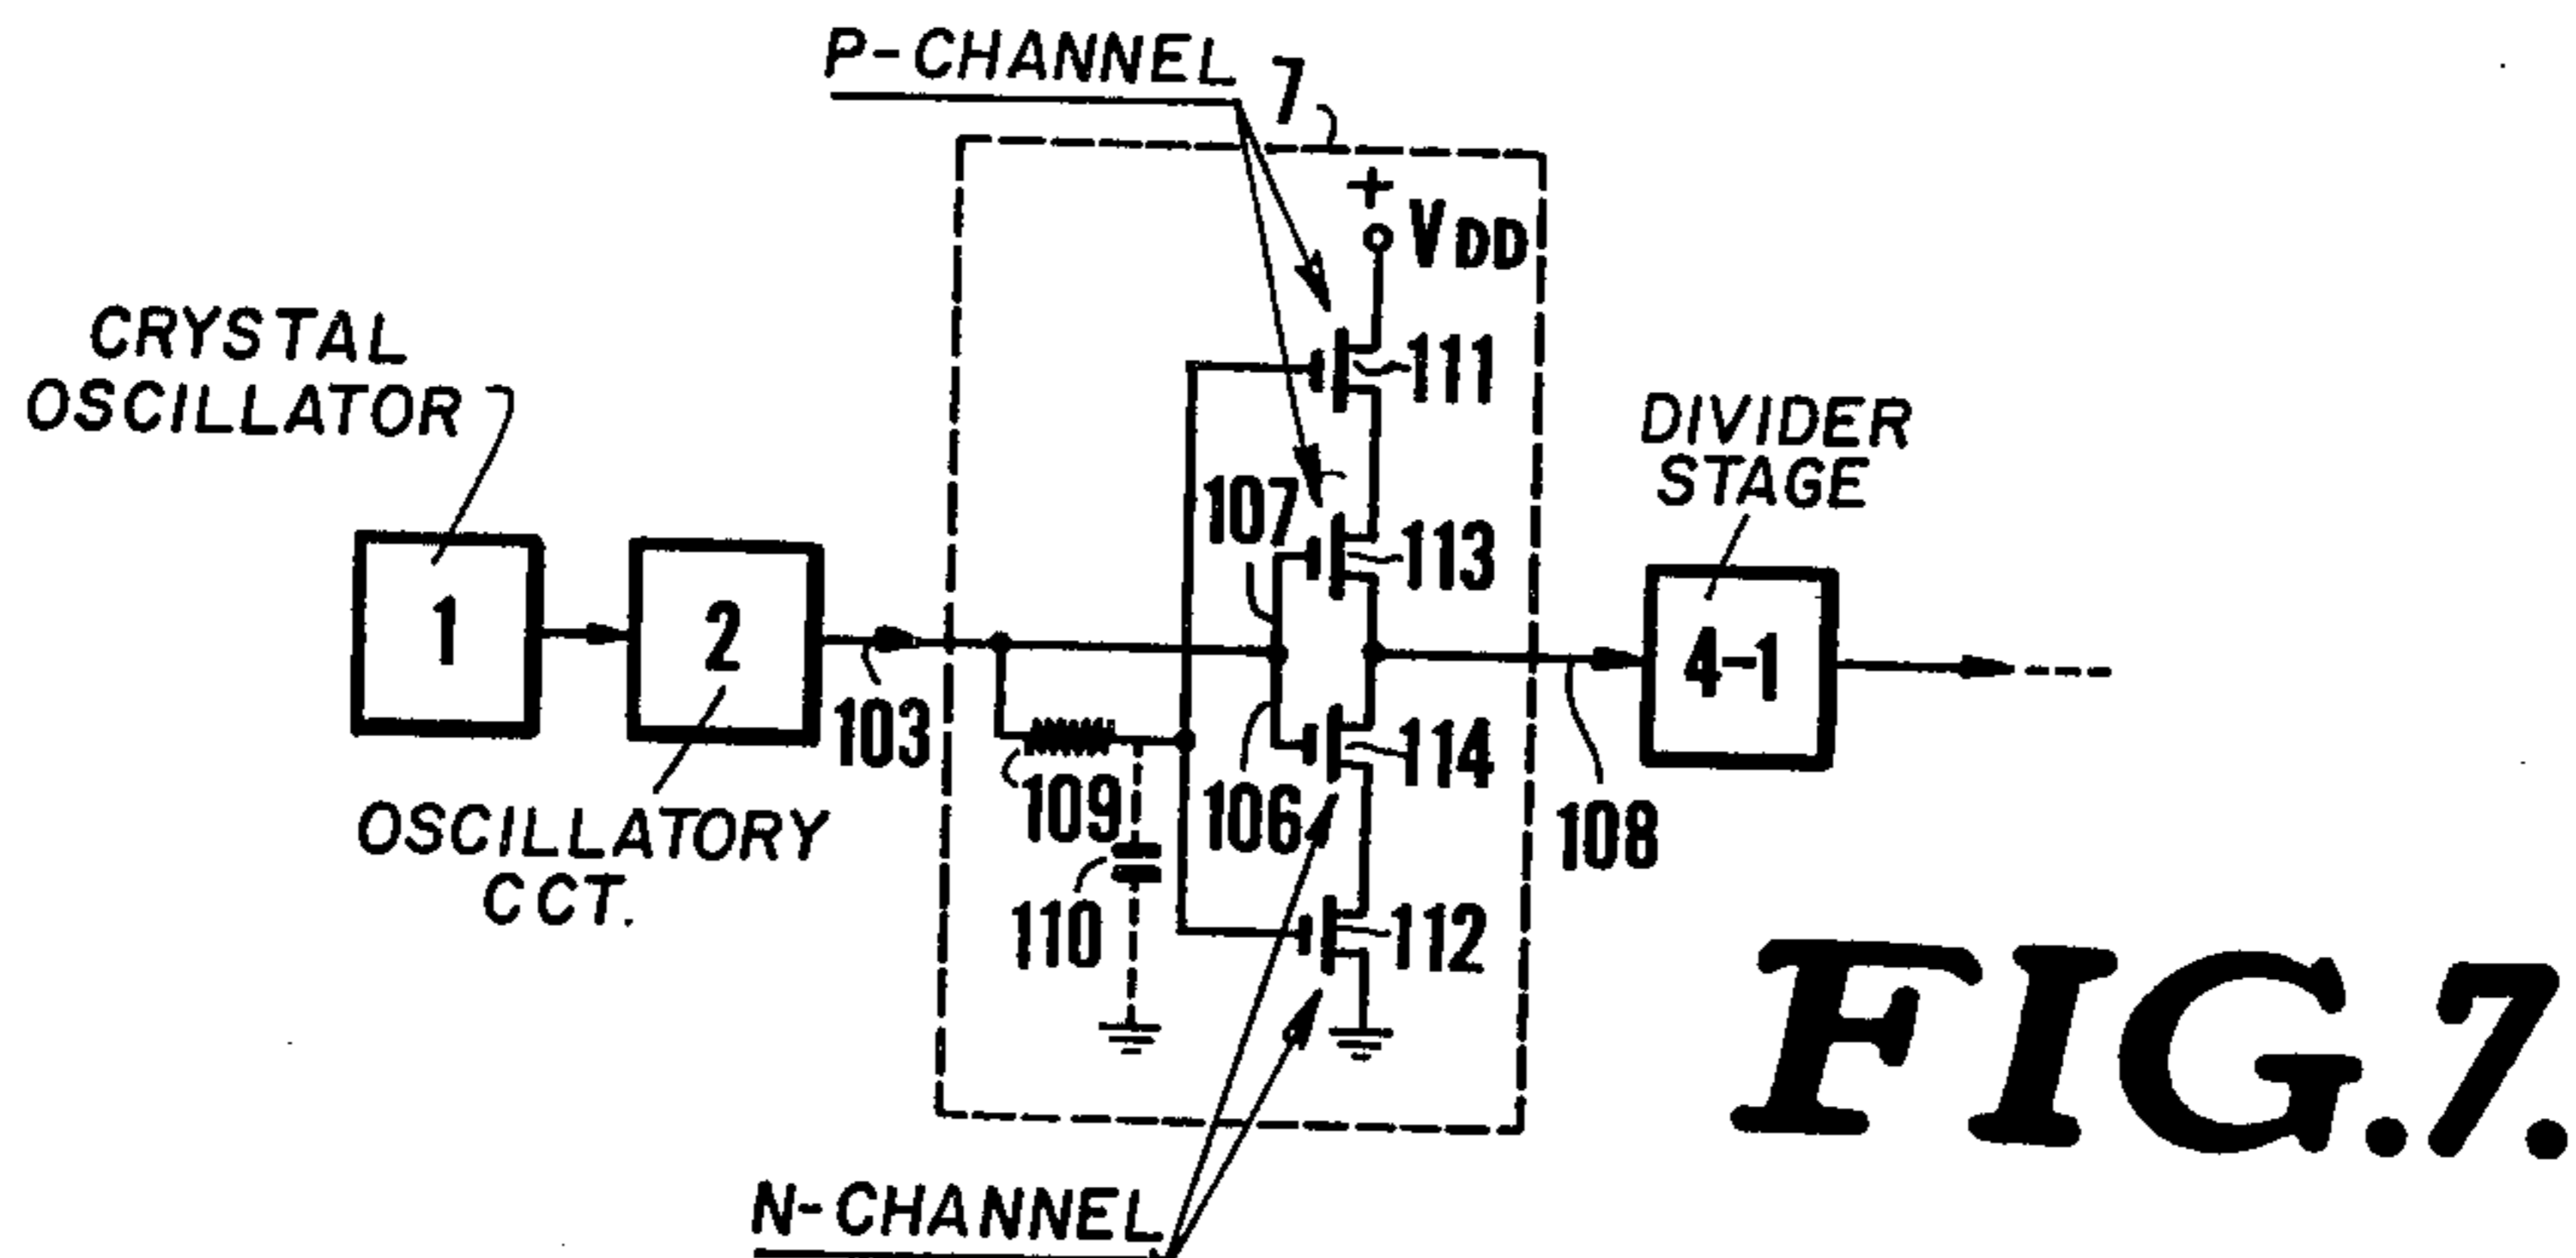 P-CHANNEL
7
+
VDD
CRYSTAL
OSCILLATOR
111
DIVIDER
STAGE
107
113
1
2
4-1
103
114
109
106
108
OSCILLATORY
CCT.
110
112
N-CHANNEL
FIG.7.